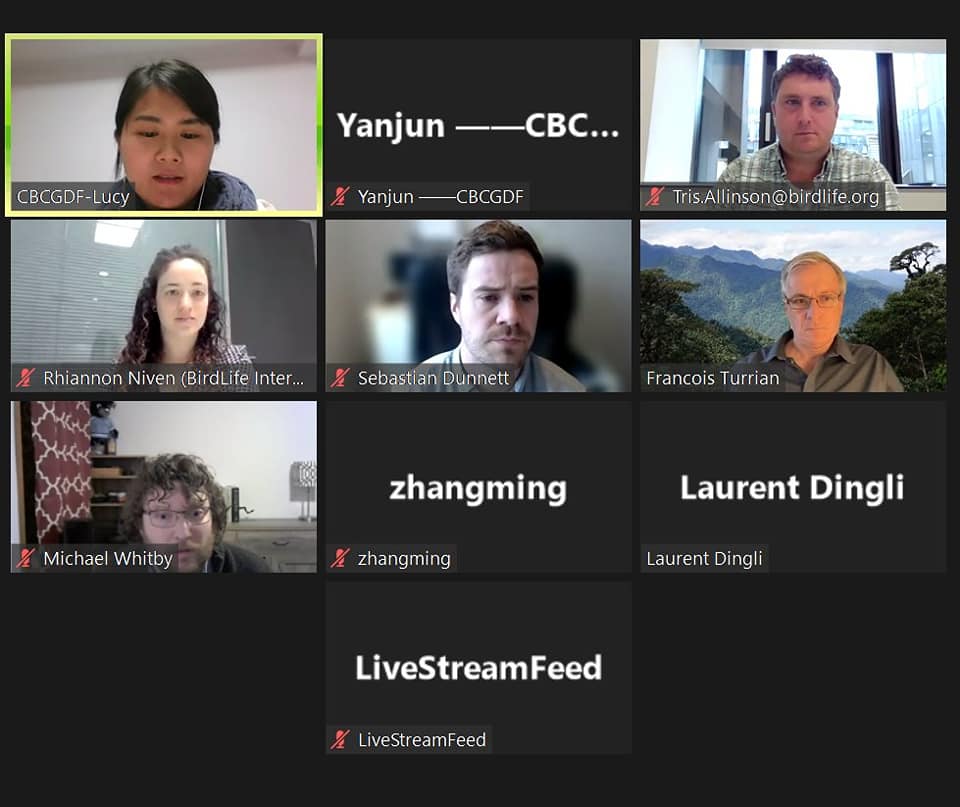 Yanjun ——CBC...
CBCGDF-Lucy
Yanjun ——CBCGDF
Tris.Allinson@birdlife.org
Rhiannon Niven (BirdLife Inter...
Sebastian Dunnett
Francois Turrian
zhangming
Laurent Dingli
Michael Whitby
zhangming
Laurent Dingli
LiveStreamFeed
LiveStreamFeed